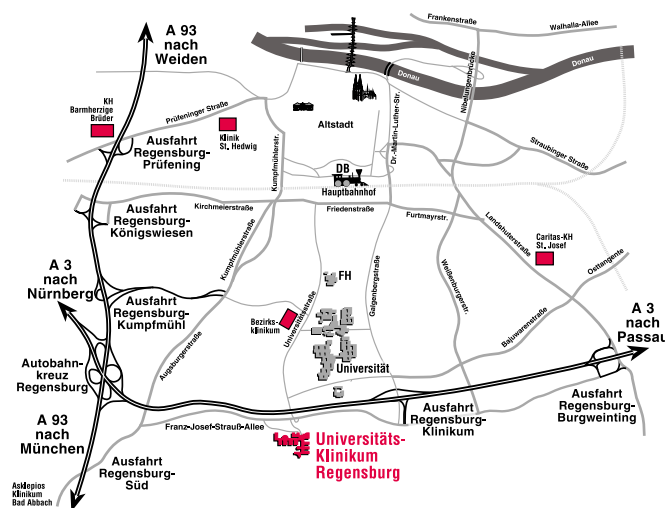 A 93
nach
Weiden
Frankenstraße
Walhalla-Allee
Donau
Donau
Nibelungenbrücke
KH
Barmherzige
Brüder
Prüfeninger Straße
Klinik
St. Hedwig
Kumpfmühlerstr.
Altstadt
Dr.-Martin-Luther-Str.
Straubinger Straße
Ausfahrt
Regensburg-
Prüfening
DB
Hauptbahnhof
Ausfahrt
Regensburg-
Königswiesen
Kirchmeierstraße
Friedenstraße
Furtmayrstr.
Landshuterstraße
Caritas-KH
St. Josef
Osttangente
Kumpfmühlerstraße
A 3
nach
Nürnberg
Ausfahrt
Regensburg-
Kumpfmühl
FH
Galgenbergstraße
Weißenburgerstr.
Universitätsstraße
Bezirks-
klinikum
A 3
nach
Passau
Bajuwarenstraße
Augsburgerstraße
Universität
Autobahn-
kreuz
Regensburg
A 93
nach
München
Franz-Josef-Strauß-Allee
Ausfahrt
Regensburg-
Klinikum
Ausfahrt
Regensburg-
Burgweinting
Universitäts-
Klinikum
Regensburg
Ausfahrt
Regensburg-
Süd
Asklepios
Klinikum
Bad Abbach